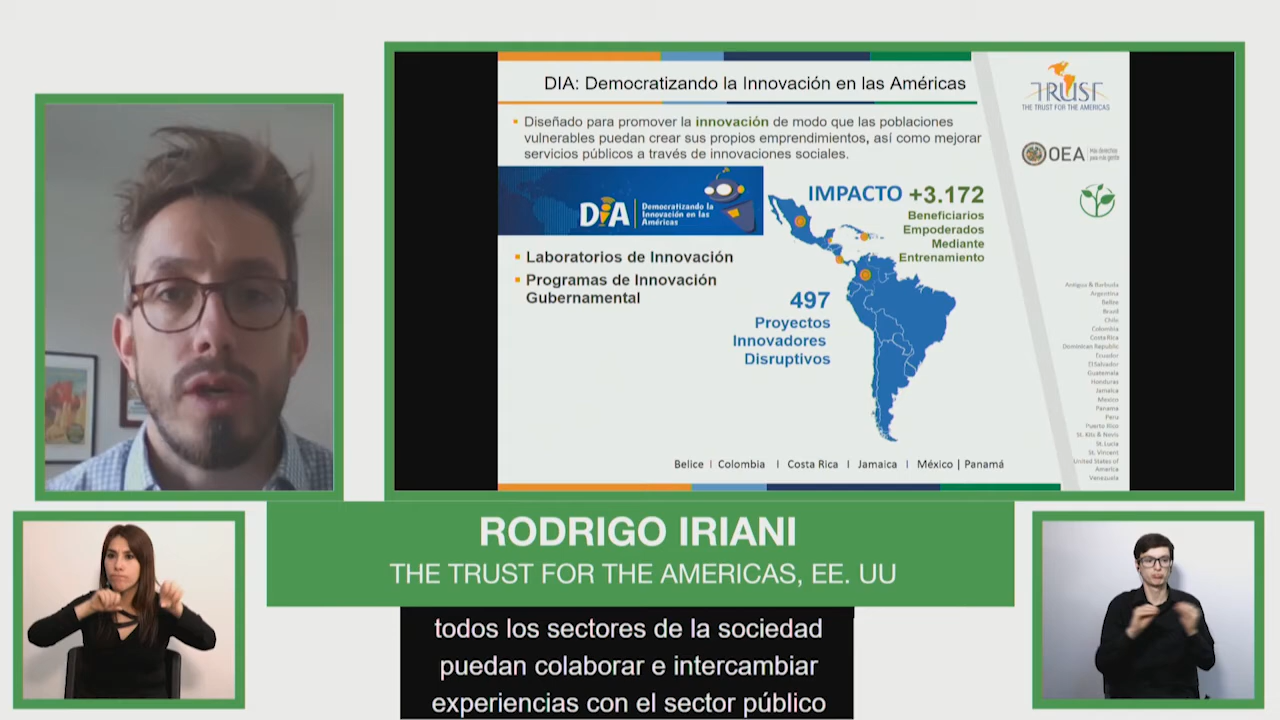 DIA: Democratizando la Innovación en las Américas
TRUST
THE TRUST FOR THE AMERICAS
Diseñado para promover la innovación de modo que las poblaciones
vulnerables puedan crear sus propios emprendimientos, así como mejorar
servicios públicos a través de innovaciones sociales.
OEA
Más derechos
para más gente
DIA
Democratizando la
Innovación en las
Américas
IMPACTO +3.172
Beneficiarios
Empoderados
Mediante
Entrenamiento
Laboratorios de Innovación
Programas de Innovación
Gubernamental
497
Proyectos
Innovadores
Disruptivos
Antigua & Barbuda
Argentina
Belize
Brazil
Chile
Colombia
Costa Rica
Dominican Republic
Ecuador
El Salvador
Guatemala
Honduras
Jamaica
Mexico
Panama
Peru
Puerto Rico
St. Kitts & Nevis
St. Lucia
St. Vincent
United States of
America
Venezuela
Belice | Colombia | Costa Rica | Jamaica | México | Panamá
RODRIGO IRIANI
THE TRUST FOR THE AMERICAS, EE. UU
todos los sectores de la sociedad
puedan colaborar e intercambiar
experiencias con el sector público